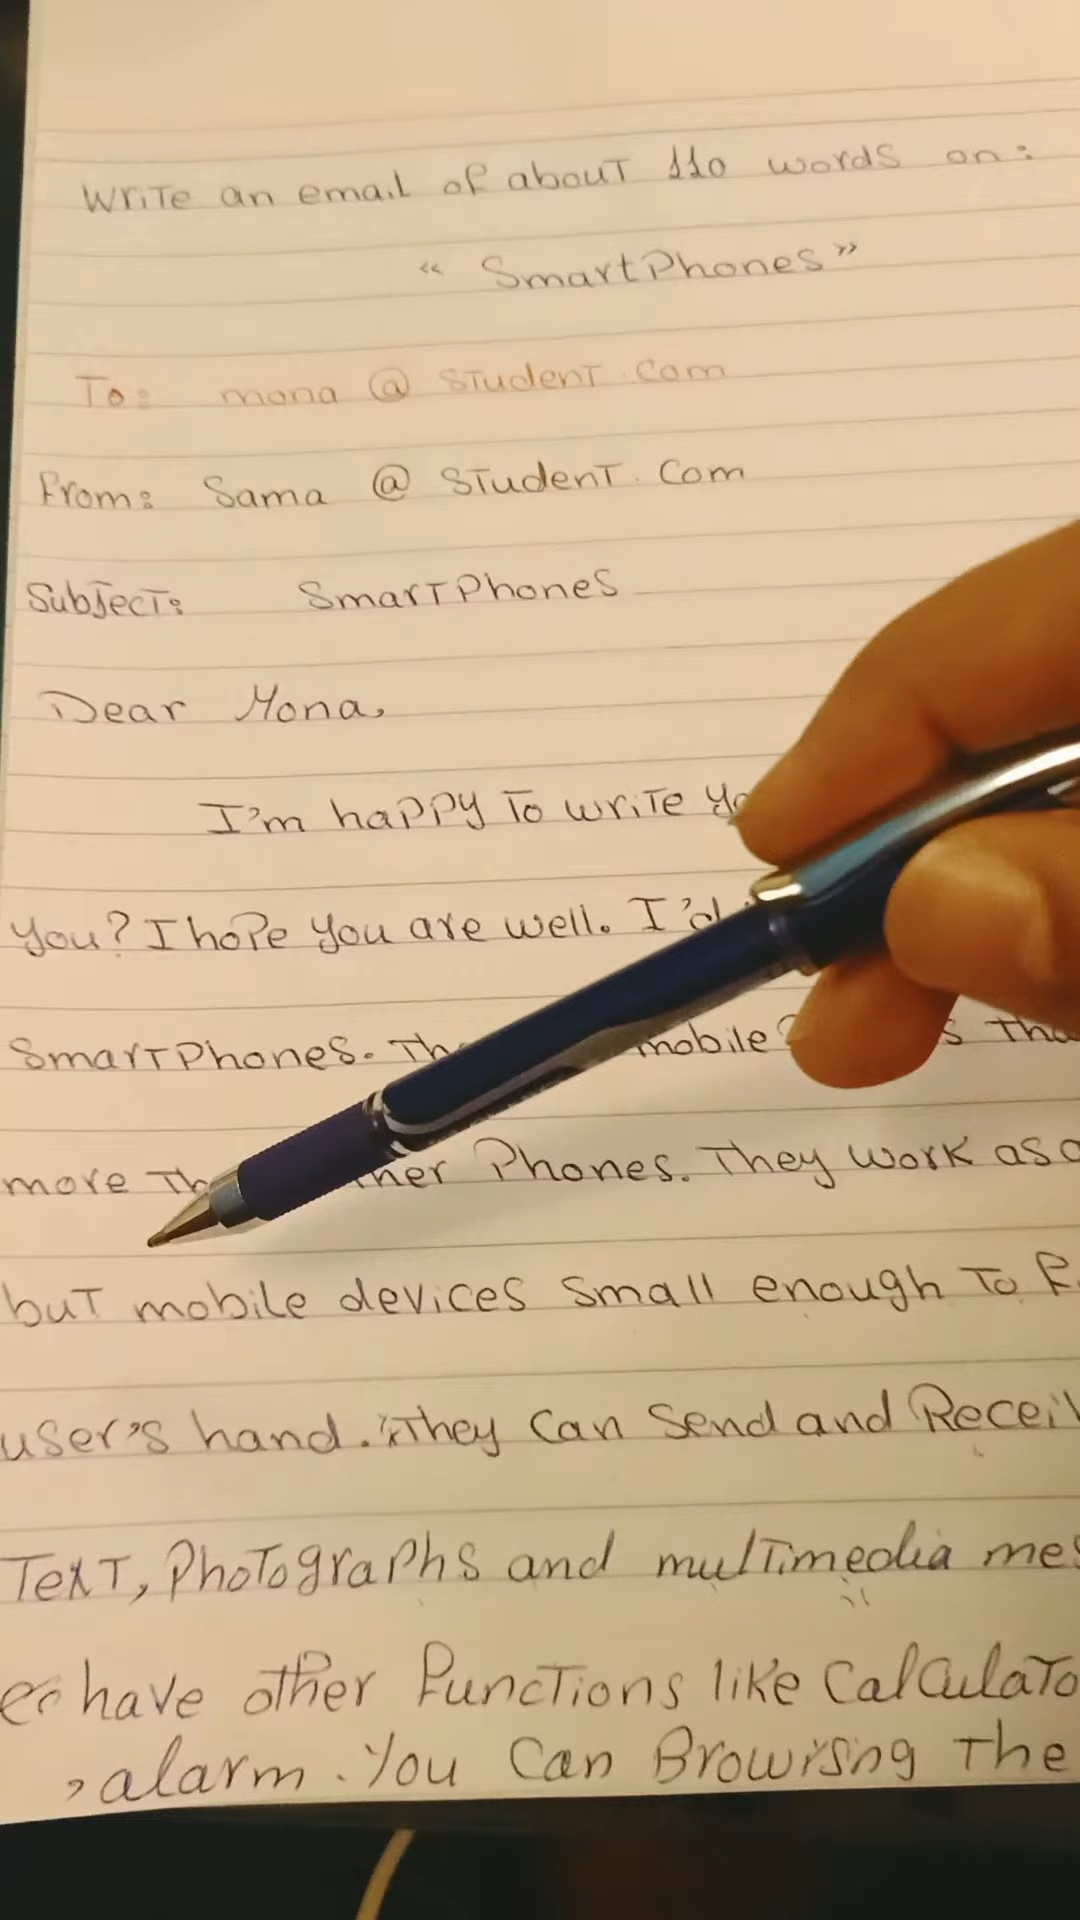 Write an email of about 110 words on:
“ SmartPhones ”
To: mona @ student.com
From: Sama @ student.com
Subject: SmartPhones
Dear Mona,
I'm happy to write
you? I hope you are well. I'd
SmartPhones. mobile
more Phones. They work as
but mobile devices small enough to
user's hand. They can send and
Text, Photographs and multimedia
have other functions like
, alarm. You can Browisng the